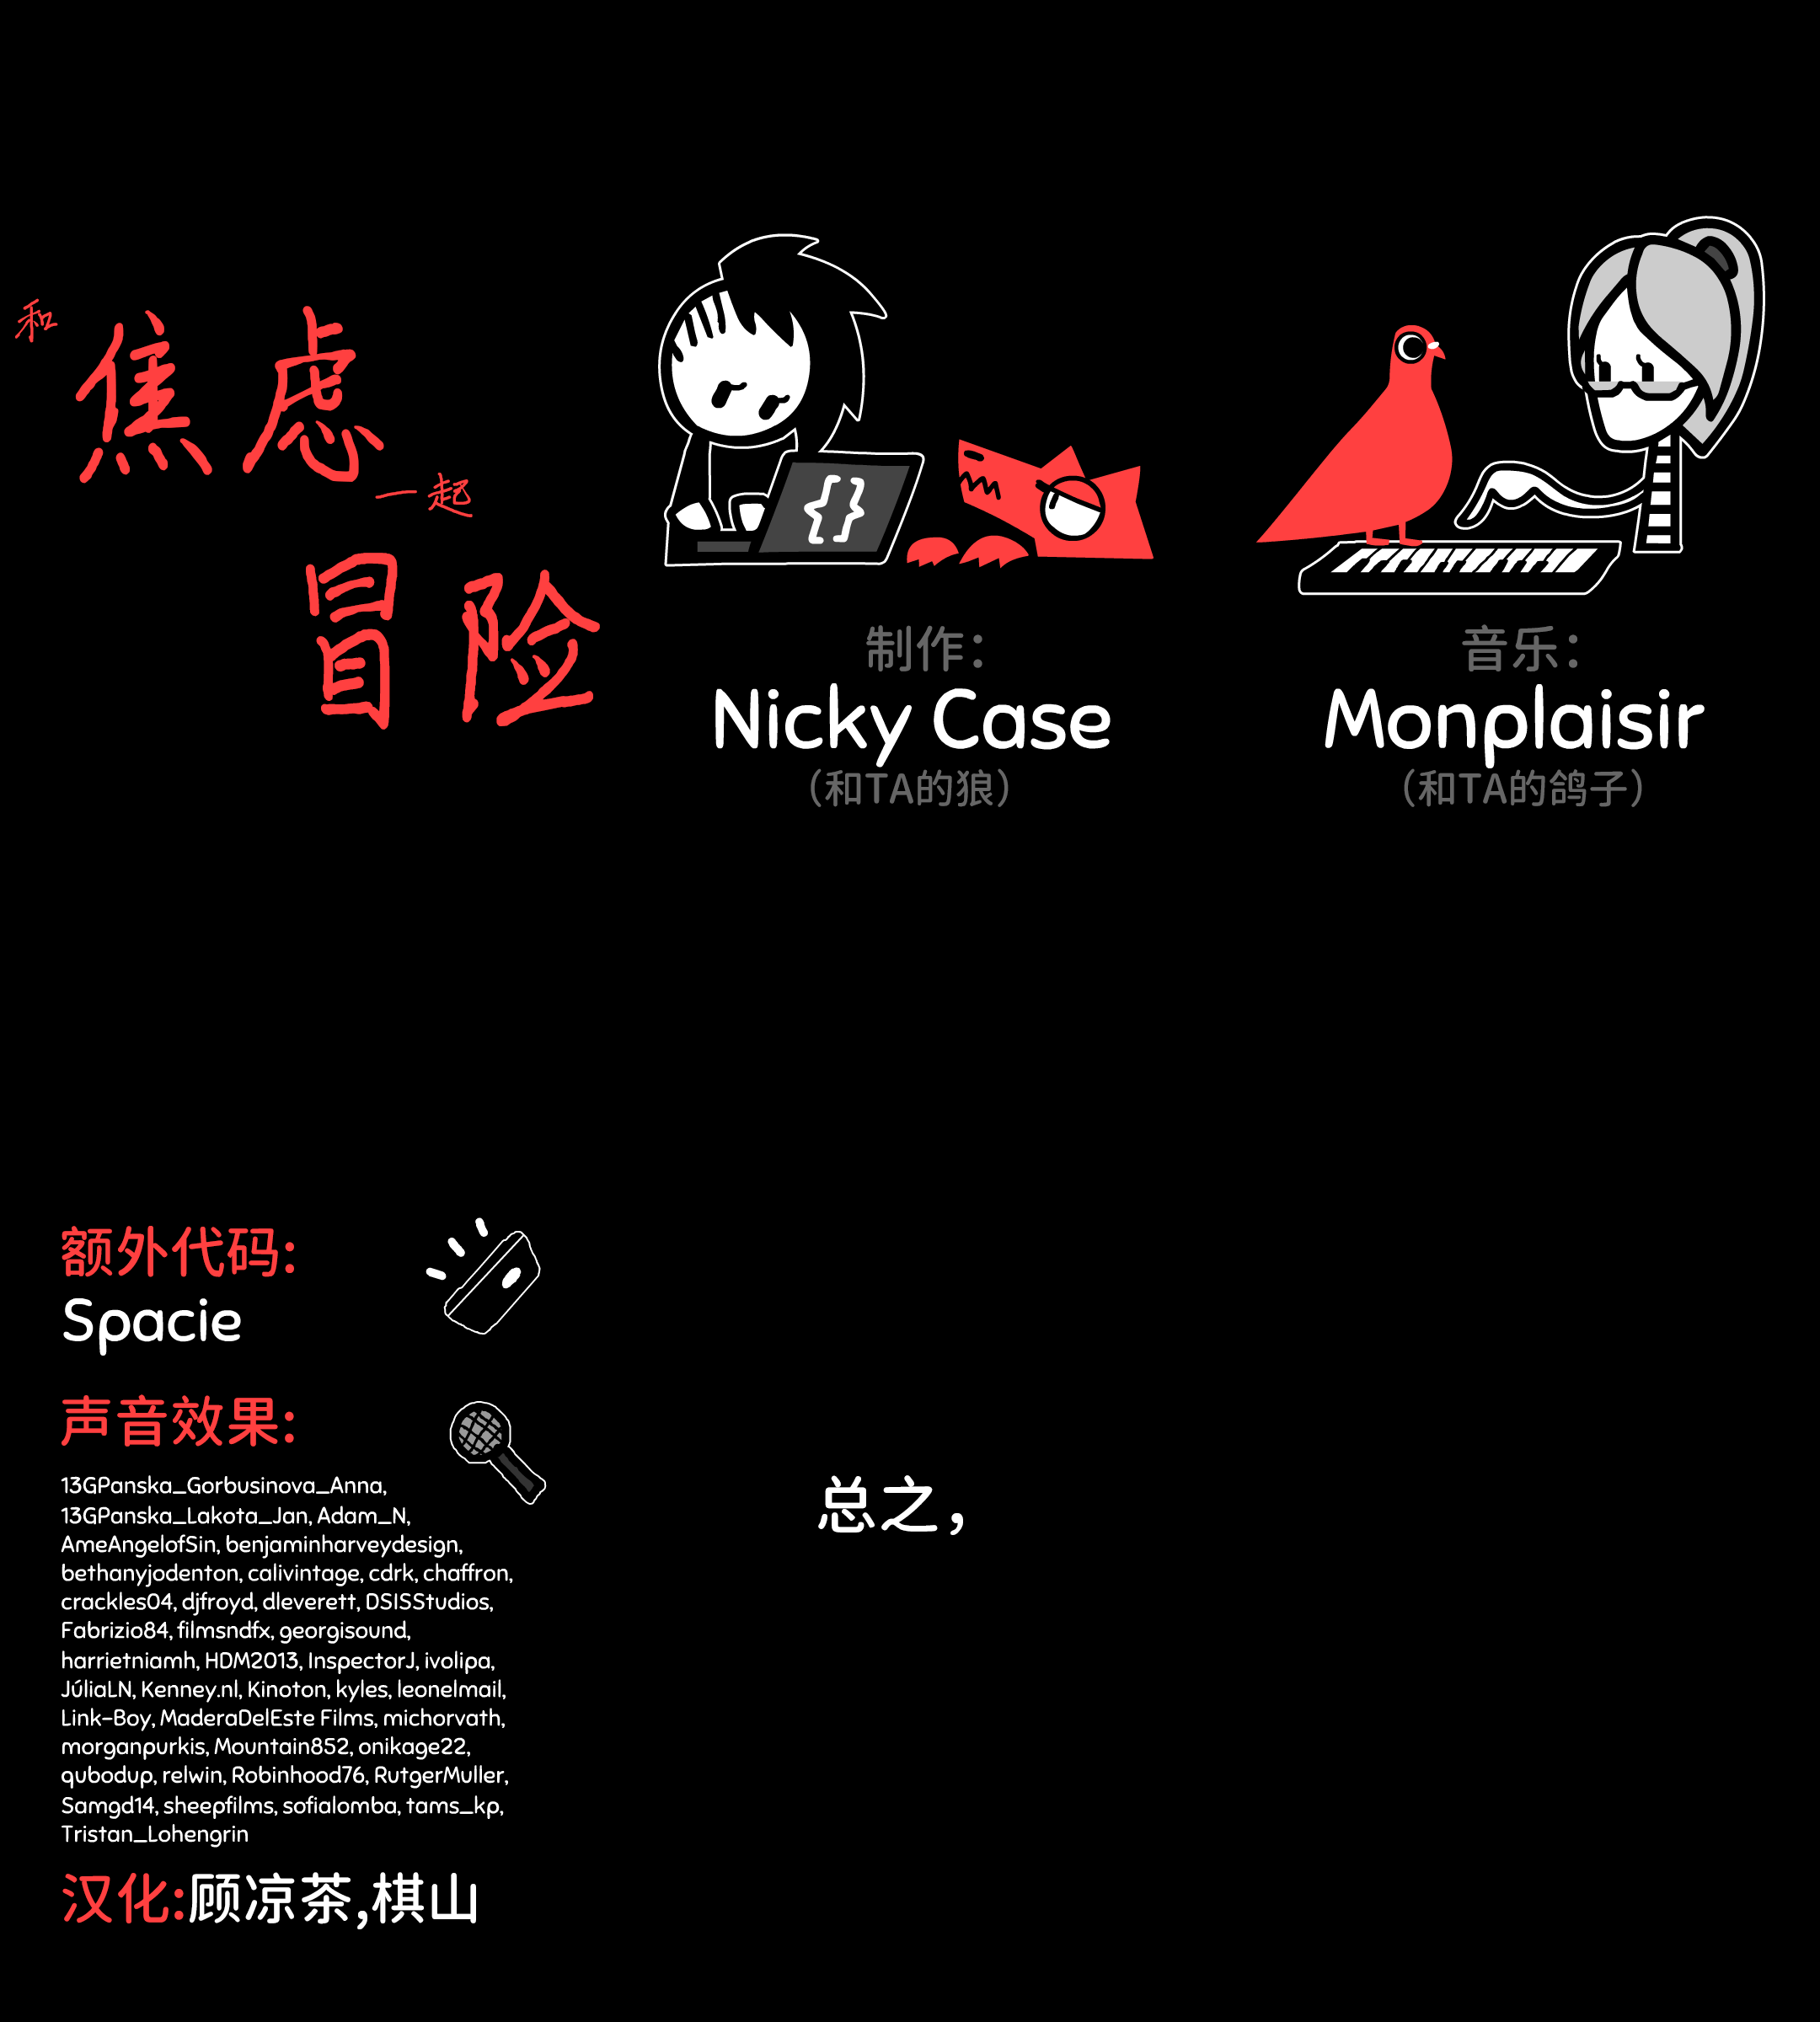 和
焦虑
一起
冒险
{}
制作：
Nicky Case
（和TA的狼）
音乐：
Monplaisir
（和TA的鸽子）
额外代码:
Spacie
声音效果:
13GPanska_Gorbusinova_Anna,
13GPanska_Lakota_Jan, Adam_N,
AmeAngelofSin, benjaminharveydesign,
bethanyjodenton, calivintage, cdrk, chaffron,
crackles04, djfroyd, dleverett, DSISStudios,
Fabrizio84, filmsndfx, georgisound,
harrietniamh, HDM2013, InspectorJ, ivolipa,
JúliaLN, Kenney.nl, Kinoton, kyles, leonelmail,
Link-Boy, MaderaDelEste Films, michorvath,
morganpurkis, Mountain852, onikage22,
qubodup, relwin, Robinhood76, RutgerMuller,
Samgd14, sheepfilms, sofialomba, tams_kp,
Tristan_Lohengrin
汉化:顾凉茶,棋山
总之，